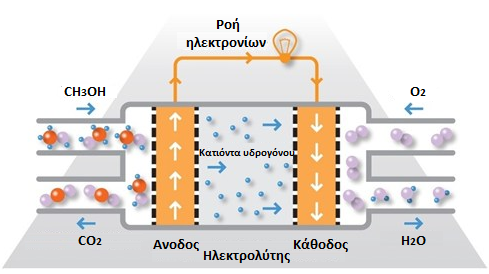 Ροή
ηλεκτρονίων
CH3OH
O2
Κατιόντα υδρογόνου
CO2
Ανοδος
Ηλεκτρολύτης
Κάθοδος
H2O